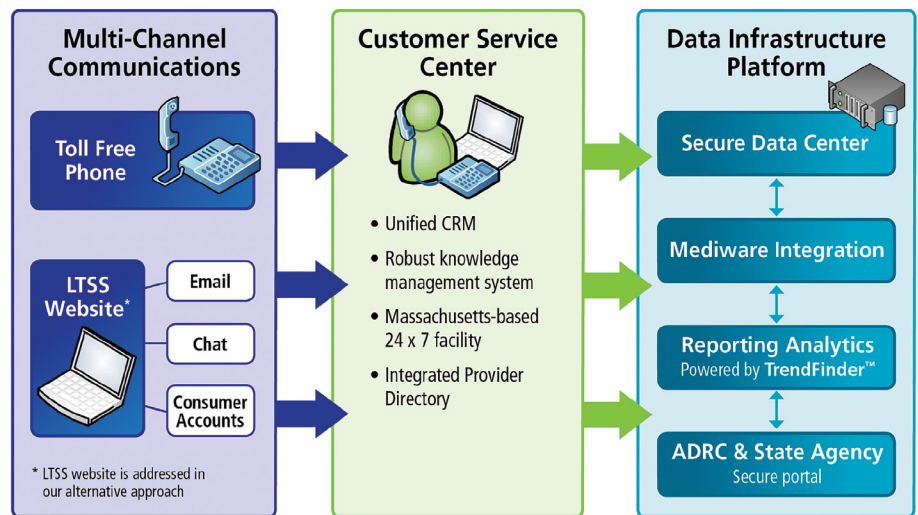 Multi-Channel
Communications
Toll Free
Phone
LTSS
Website*
Email
Chat
Consumer
Accounts
* LTSS website is addressed in
our alternative approach
Customer Service
Center
• Unified CRM
• Robust knowledge
management system
• Massachusetts-based
24 x 7 facility
• Integrated Provider
Directory
Data Infrastructure
Platform
Secure Data Center
Mediware Integration
Reporting Analytics
Powered by TrendFinder™
ADRC & State Agency
Secure portal